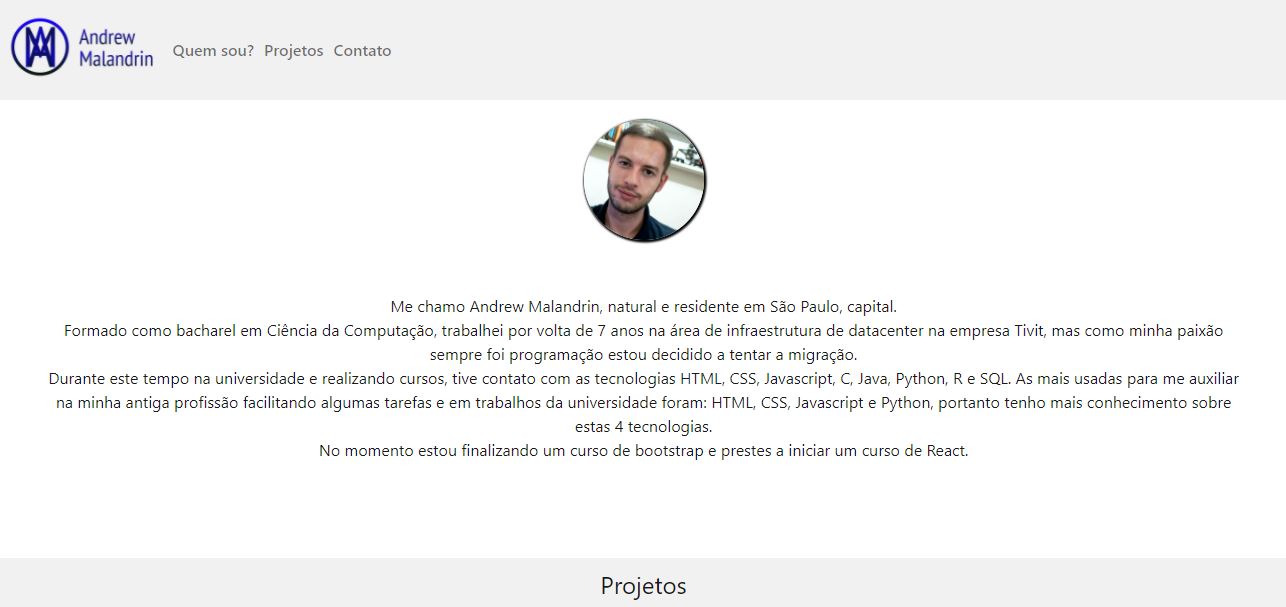 Andrew
Malandrin
Quem sou? Projetos Contato
Me chamo Andrew Malandrin, natural e residente em São Paulo, capital.
Formado como bacharel em Ciência da Computação, trabalhei por volta de 7 anos na área de infraestrutura de datacenter na empresa Tivit, mas como minha paixão
sempre foi programação estou decidido a tentar a migração.
Durante este tempo na universidade e realizando cursos, tive contato com as tecnologias HTML, CSS, Javascript, C, Java, Python, R e SQL. As mais usadas para me auxiliar
na minha antiga profissão facilitando algumas tarefas e em trabalhos da universidade foram: HTML, CSS, Javascript e Python, portanto tenho mais conhecimento sobre
estas 4 tecnologias.
No momento estou finalizando um curso de bootstrap e prestes a iniciar um curso de React.
Projetos